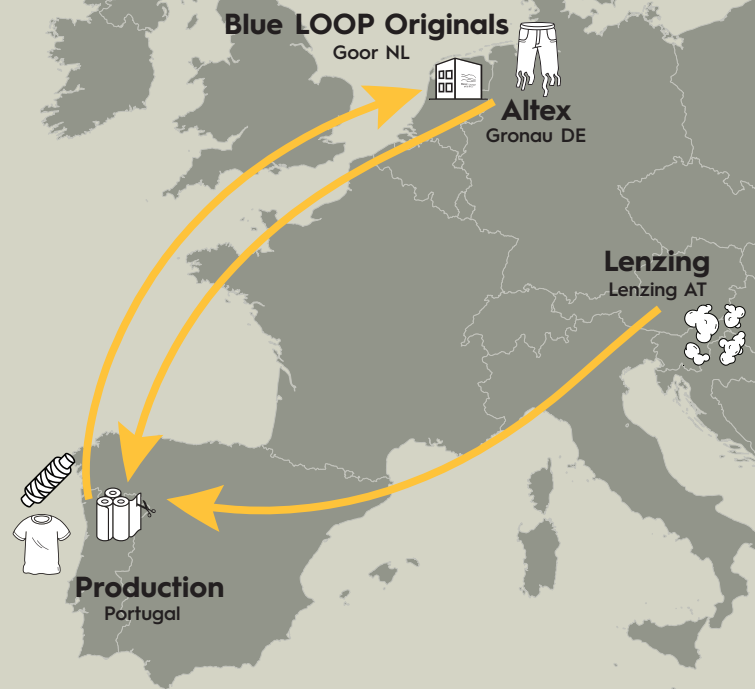 Blue LOOP Originals
Goor NL
Altex
Gronau DE
Lenzing
Lenzing AT
Production
Portugal